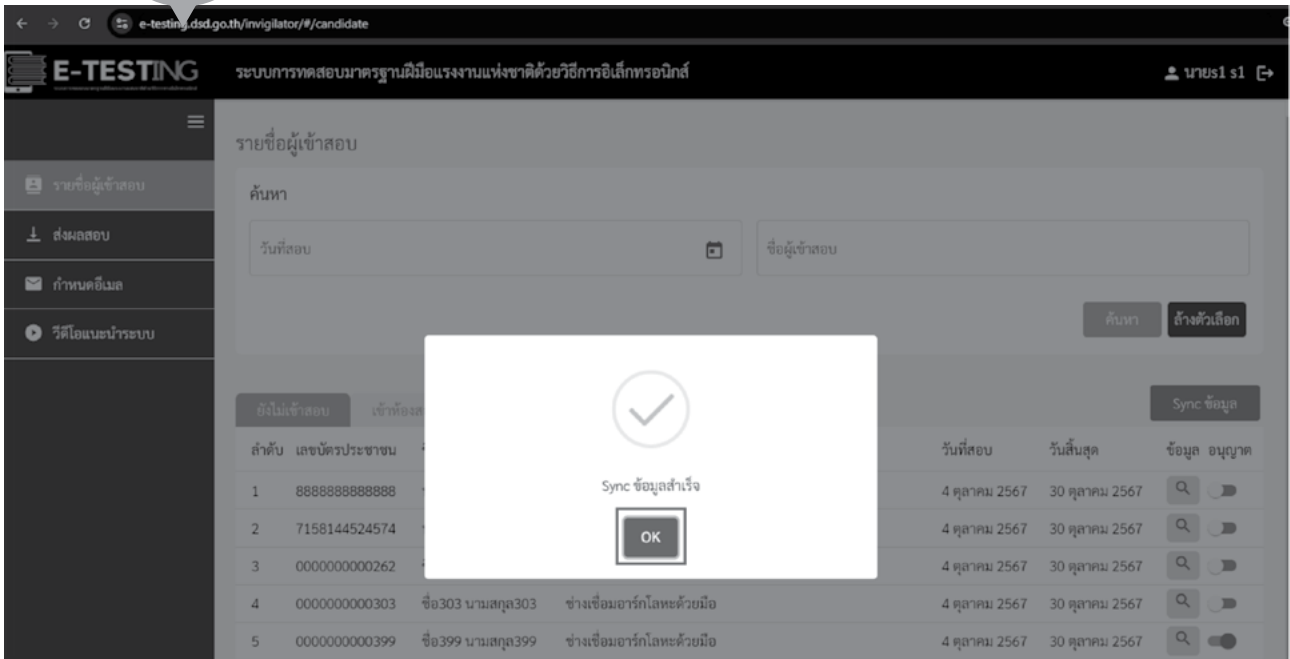 e-testing.dsd.go.th/invigilator/#/candidate
E-TESTING
ระบบการทดสอบมาตรฐานฝีมือแรงงานแห่งชาติด้วยวิธีการอิเล็กทรอนิกส์
นายs1 s1
รายชื่อผู้เข้าสอบ
รายชื่อผู้เข้าสอบ
ส่งผลสอบ
กำหนดอีเมล
วีดีโอแนะนำระบบ
ค้นหา
วันที่สอบ
ชื่อผู้เข้าสอบ
ค้นหา
ล้างตัวเลือก
ยังไม่เข้าสอบ
Sync ข้อมูล
Sync ข้อมูลสำเร็จ
OK
ลำดับ เลขบัตรประชาชน วันที่สอบ วันสิ้นสุด ข้อมูล อนุญาต
1 8888888888888 4 ตุลาคม 2567 30 ตุลาคม 2567
2 7158144524574 4 ตุลาคม 2567 30 ตุลาคม 2567
3 0000000000262 4 ตุลาคม 2567 30 ตุลาคม 2567
4 0000000000303 ชื่อ303 นามสกุล303 ช่างเชื่อมอาร์กโลหะด้วยมือ 4 ตุลาคม 2567 30 ตุลาคม 2567
5 0000000000399 ชื่อ399 นามสกุล399 ช่างเชื่อมอาร์กโลหะด้วยมือ 4 ตุลาคม 2567 30 ตุลาคม 2567